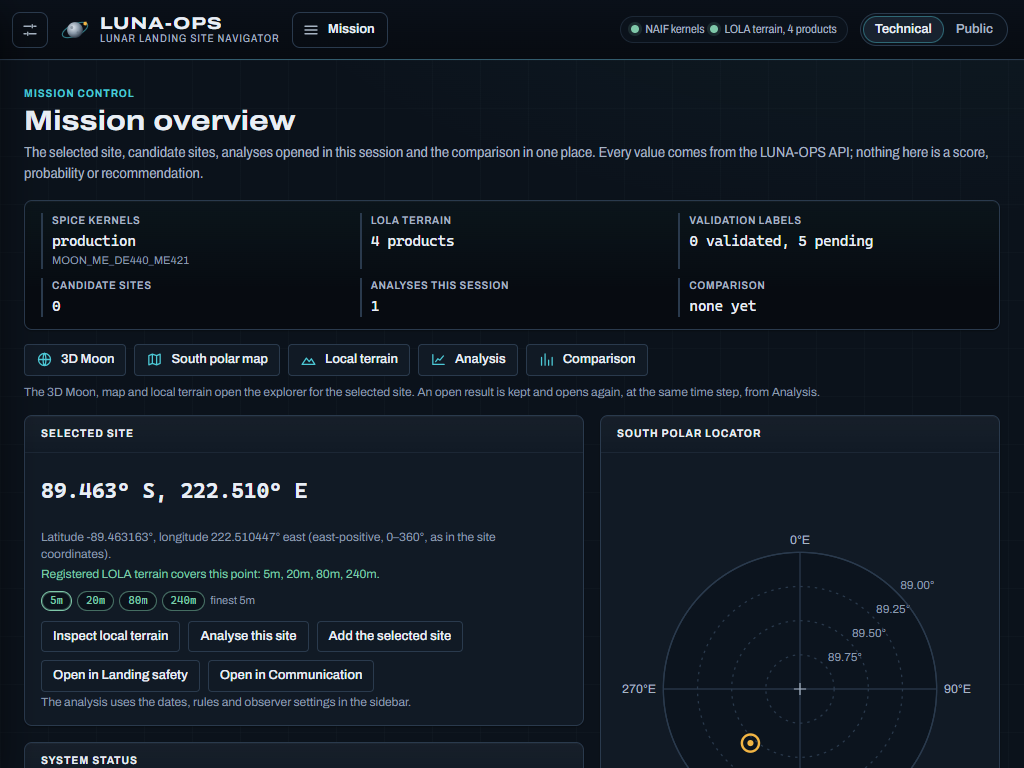 LUNA-OPS
LUNAR LANDING SITE NAVIGATOR
Mission
NAIF kernels
LOLA terrain, 4 products
Technical
Public
MISSION CONTROL
Mission overview
The selected site, candidate sites, analyses opened in this session and the comparison in one place. Every value comes from the LUNA-OPS API; nothing here is a score,
probability or recommendation.
SPICE KERNELS
production
MOON_ME_DE440_ME421
LOLA TERRAIN
4 products
VALIDATION LABELS
0 validated, 5 pending
CANDIDATE SITES
0
ANALYSES THIS SESSION
1
COMPARISON
none yet
3D Moon
South polar map
Local terrain
Analysis
Comparison
The 3D Moon, map and local terrain open the explorer for the selected site. An open result is kept and opens again, at the same time step, from Analysis.
SELECTED SITE
89.463° S, 222.510° E
Latitude -89.463163°, longitude 222.510447° east (east-positive, 0–360°, as in the site
coordinates).
Registered LOLA terrain covers this point: 5m, 20m, 80m, 240m.
5m
20m
80m
240m
finest 5m
Inspect local terrain
Analyse this site
Add the selected site
Open in Landing safety
Open in Communication
The analysis uses the dates, rules and observer settings in the sidebar.
SYSTEM STATUS
SOUTH POLAR LOCATOR
0°E
89.00°
89.25°
89.50°
89.75°
270°E
90°E